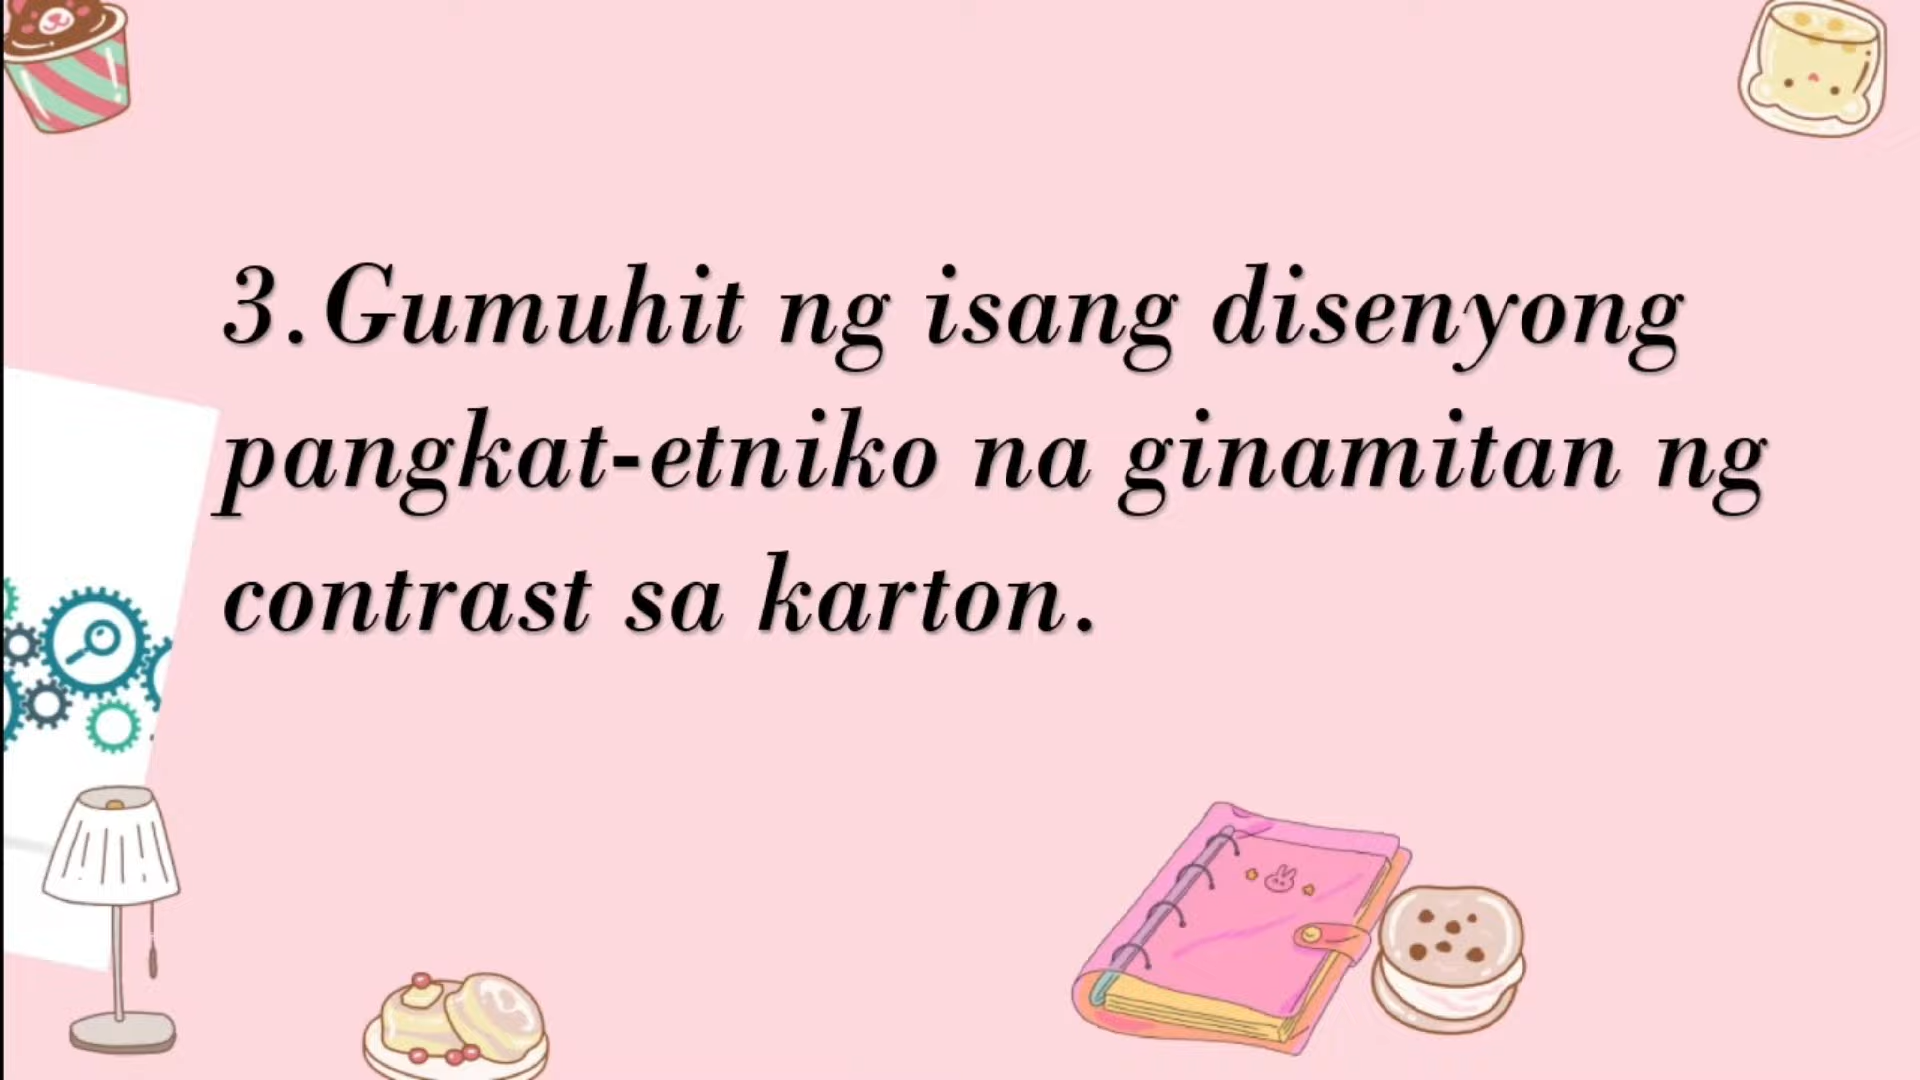 3.Gumuhit ng isang disenyong
pangkat-etniko na ginamitan ng
contrast sa karton.